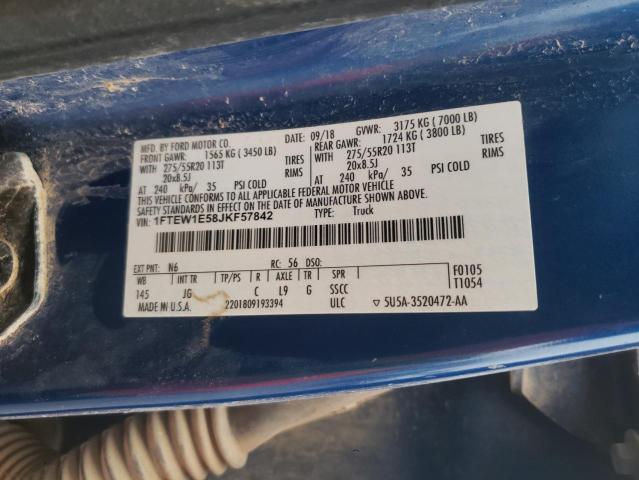 MFD. BY FORD MOTOR CO.
DATE: 09/18 GVWR: 3175 KG ( 7000 LB)
FRONT GAWR: 1565 KG ( 3450 LB) REAR GAWR: 1724 KG ( 3800 LB)
WITH 275/55R20 113T TIRES WITH 275/55R20 113T TIRES
20x8.5J RIMS 20x8.5J RIMS
AT 240 kPa/ 35 PSI COLD AT 240 kPa/ 35 PSI COLD
THIS VEHICLE CONFORMS TO ALL APPLICABLE FEDERAL MOTOR VEHICLE
SAFETY STANDARDS IN EFFECT ON THE DATE OF MANUFACTURE SHOWN ABOVE.
VIN: 1FTEW1E58JKF57842 TYPE: Truck
EXT PNT: N6 RC: 56 DSO: F0105
WB INT TR TP/PS R AXLE TR SPR T1054
145 JG C L9 G SSCC
MADE IN U.S.A. 2201809193394 ULC 5U5A-3520472-AA